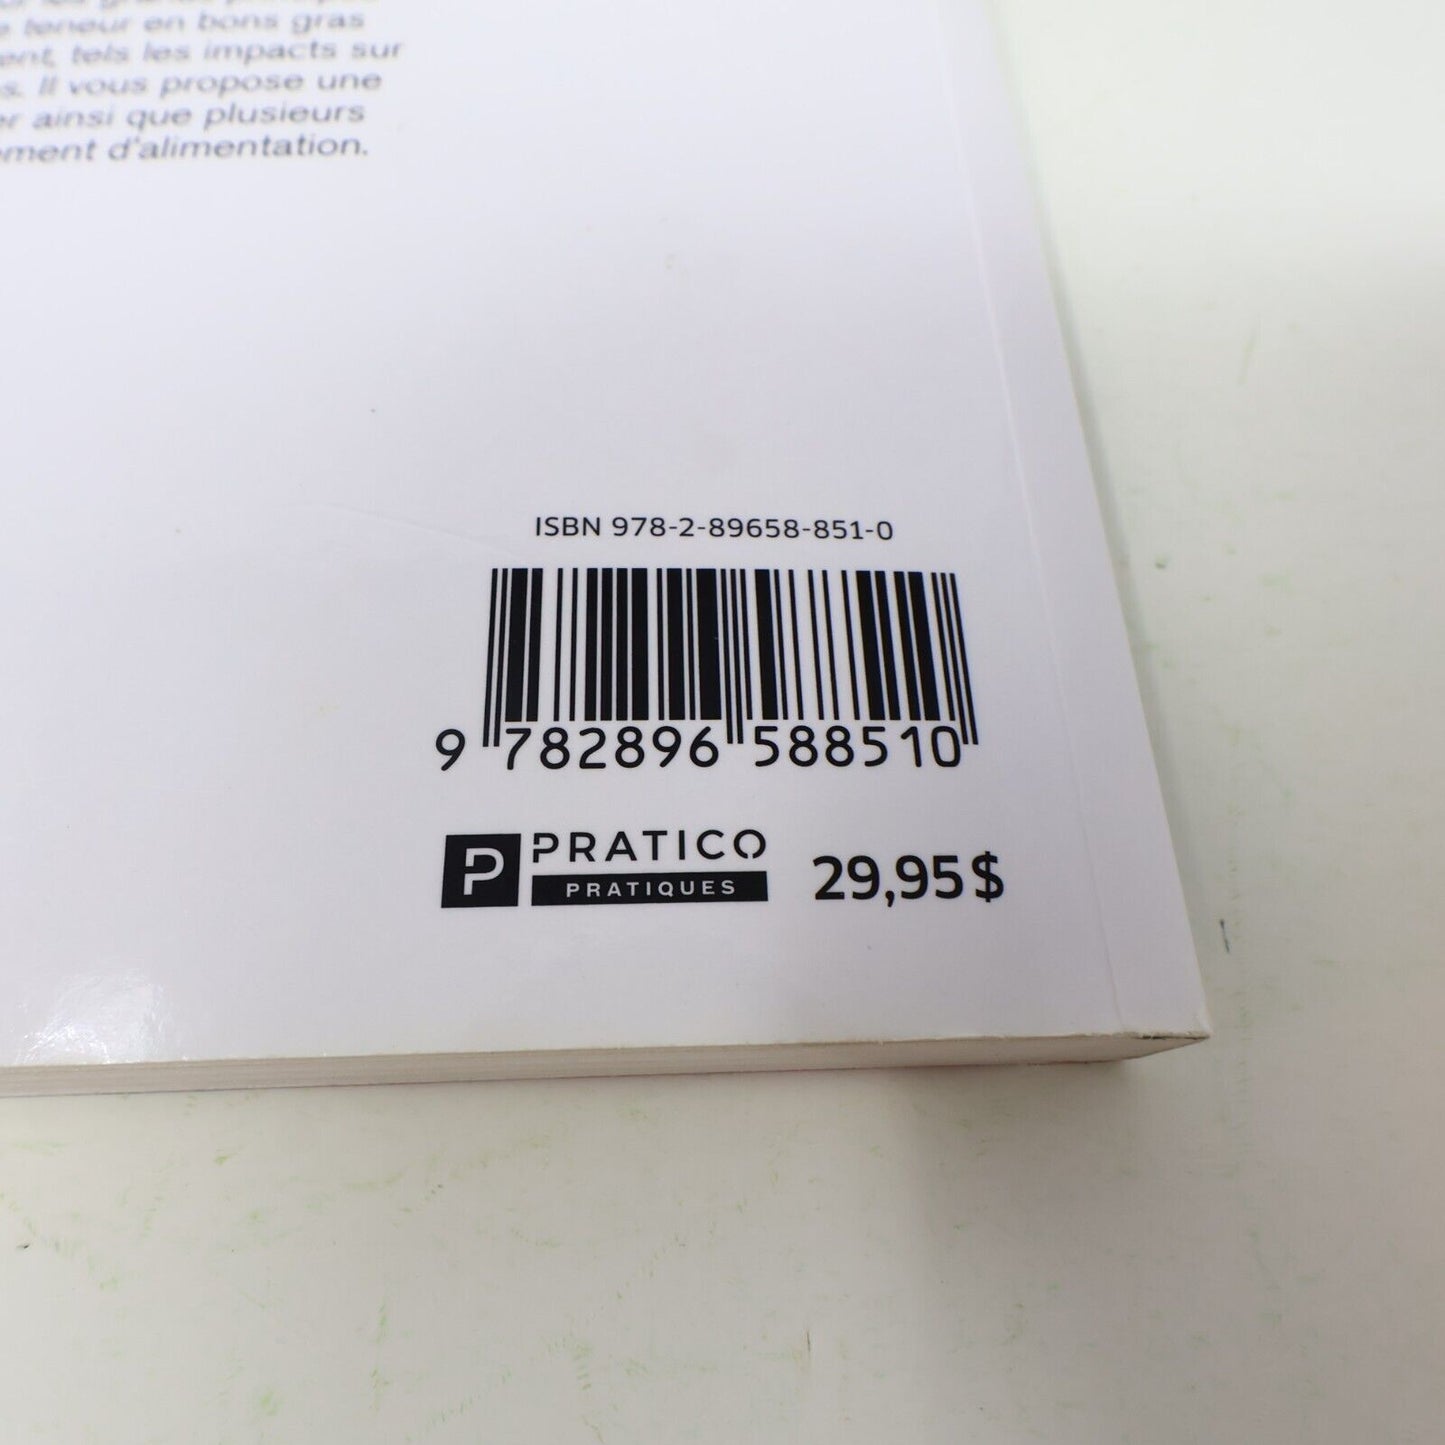 teneur en bons gras
tels les impacts sur
Il vous propose une
ainsi que plusieurs
d'alimentation.
ISBN 978-2-89658-851-0
9 782896 588510
P PRATICO
PRATIQUES
29,95$